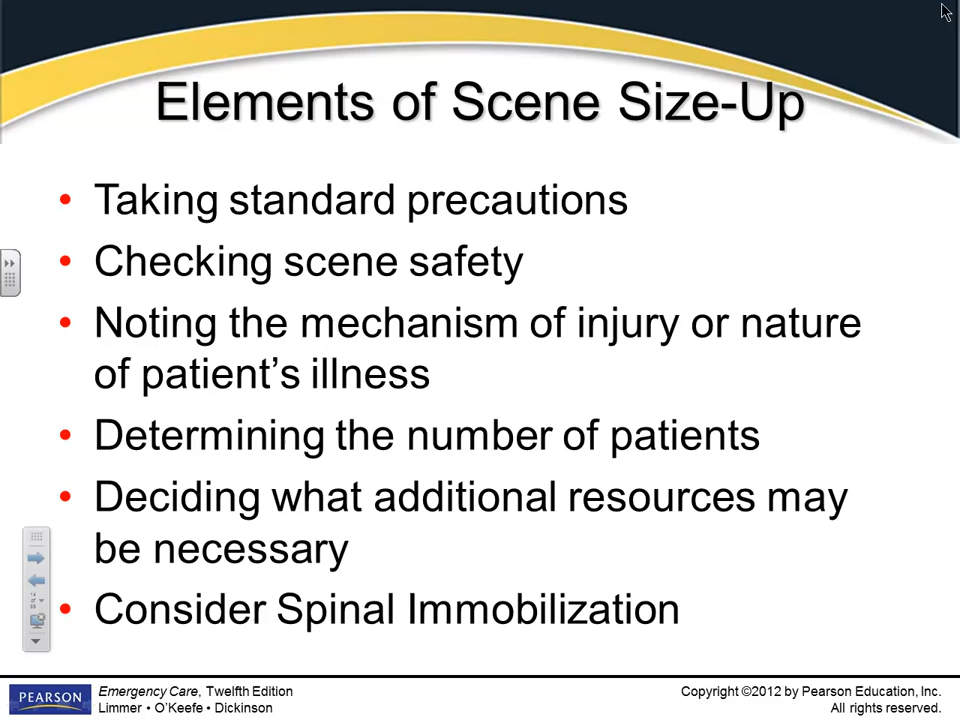 Elements of Scene Size-Up
• Taking standard precautions
• Checking scene safety
• Noting the mechanism of injury or nature
of patient’s illness
• Determining the number of patients
• Deciding what additional resources may
be necessary
• Consider Spinal Immobilization
PEARSON
Emergency Care, Twelfth Edition
Limmer • O’Keefe • Dickinson
Copyright ©2012 by Pearson Education, Inc.
All rights reserved.